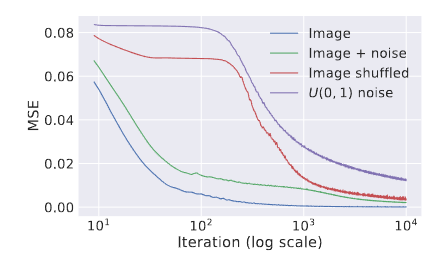 0.08
0.06
0.04
0.02
0.00
MSE
Image
Image + noise
Image shuffled
U(0, 1) noise
10¹
10²
10³
10⁴
Iteration (log scale)